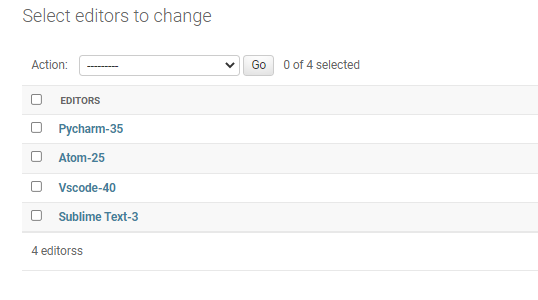 Select editors to change
Action: --------- Go 0 of 4 selected
EDITORS
Pycharm-35
Atom-25
Vscode-40
Sublime Text-3
4 editorss